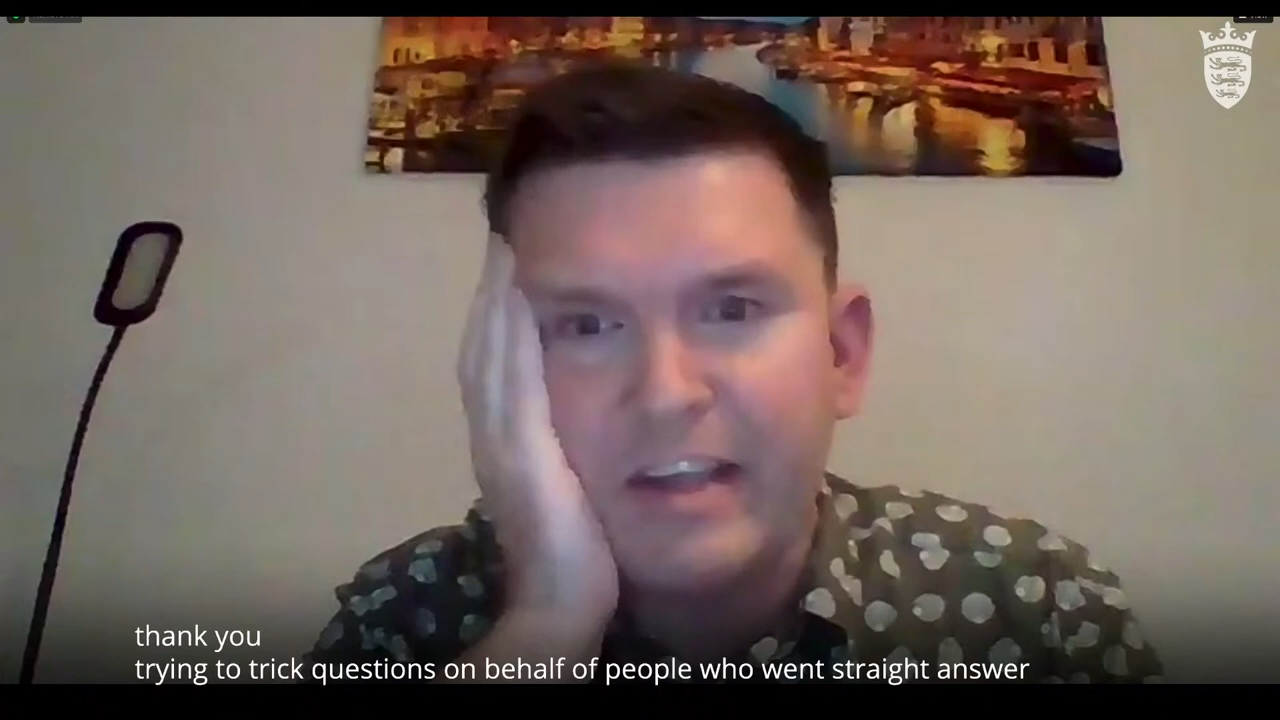 thank you
trying to trick questions on behalf of people who went straight answer